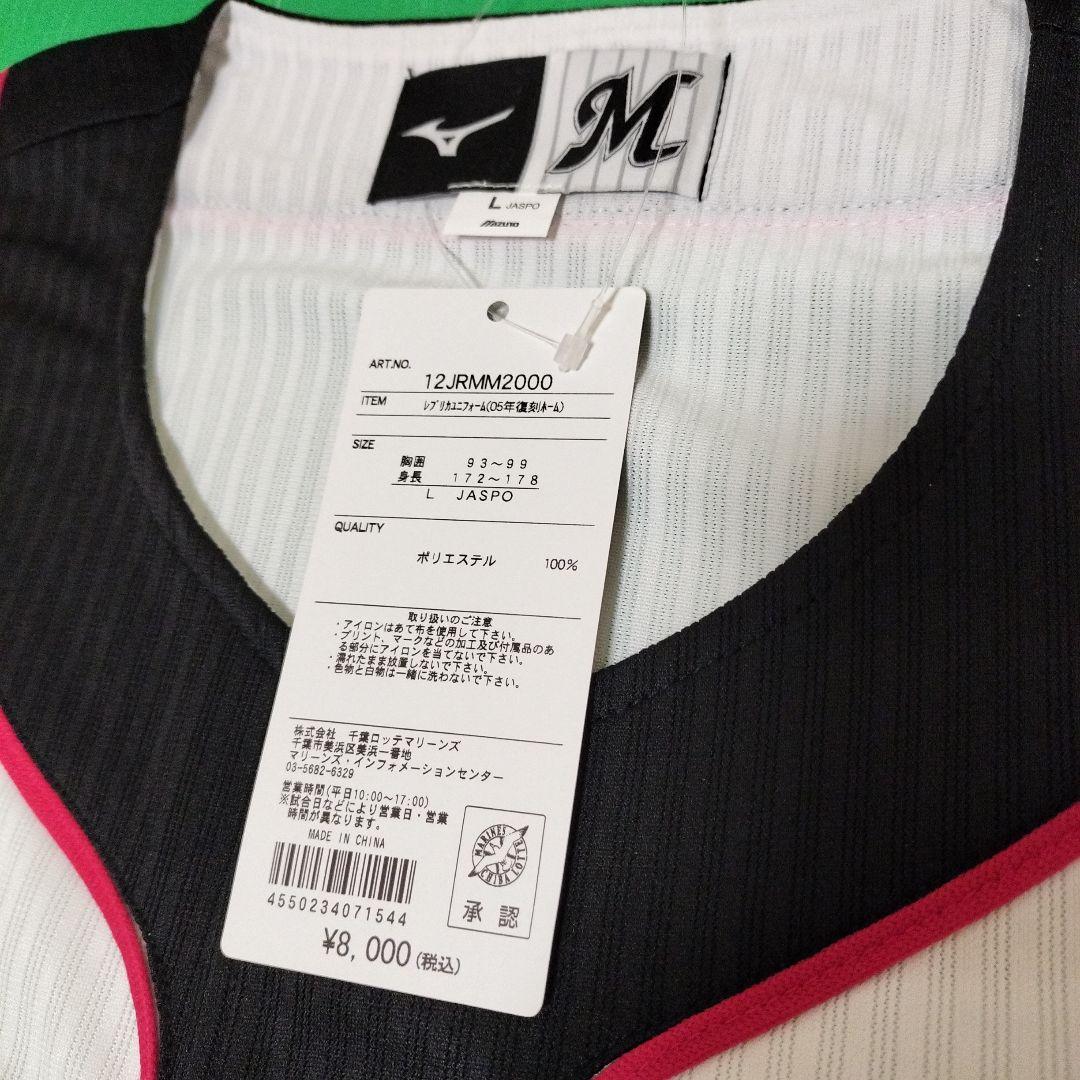 M
L JASPO
Mizuno
ART.NO.
12JRMM2000
ITEM
ﾚﾌﾟﾘｶﾕﾆﾌｫｰﾑ(05年復刻ﾎｰﾑ)
SIZE
胸囲 93～99
身長 172～178
L JASPO
QUALITY
ポリエステル 100%
取り扱いのご注意
・アイロンはあて布を使用して下さい。
・プリント、マークなどの加工及び付属品のあ
る部分にアイロンを当てないで下さい。
・濡れたまま放置しないで下さい。
・色物と白物は一緒に洗わないで下さい。
株式会社 千葉ロッテマリーンズ
千葉市美浜区美浜一番地
マリーンズ・インフォメーションセンター
03-5682-6329
営業時間(平日10:00～17:00)
※試合日などにより営業日・営業
時間が異なります。
MADE IN CHINA
4550234071544
MARINES
CHIBA LOTTE
承認
¥8,000(税込)